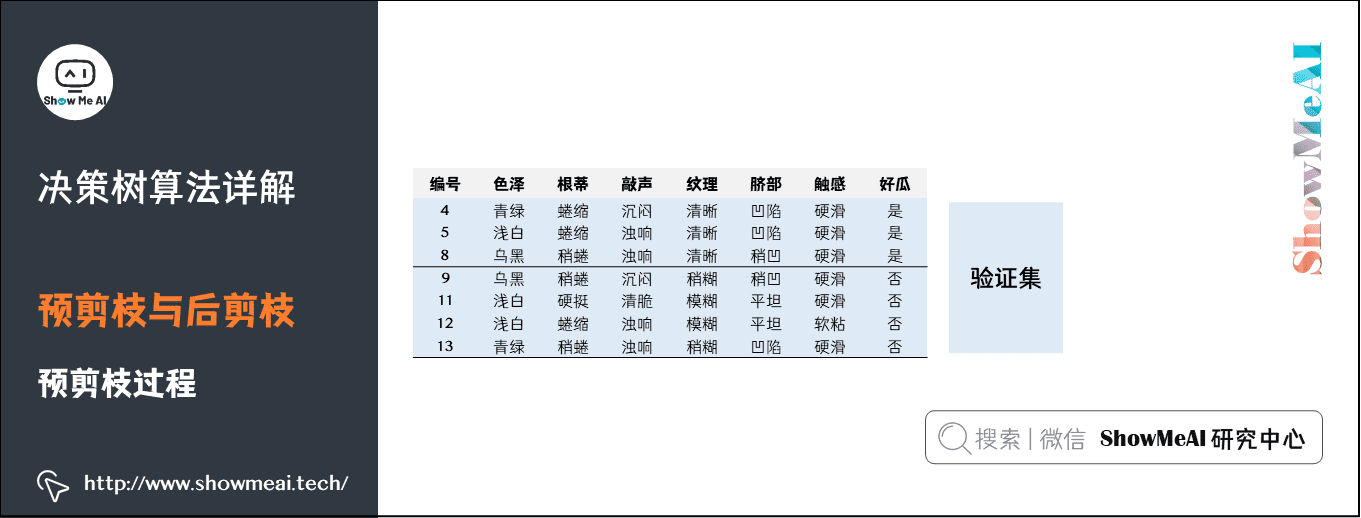 Show Me AI
决策树算法详解
预剪枝与后剪枝
预剪枝过程
http://www.showmeai.tech/
编号 色泽 根蒂 敲声 纹理 脐部 触感 好瓜
4 青绿 蜷缩 沉闷 清晰 凹陷 硬滑 是
5 浅白 蜷缩 浊响 清晰 凹陷 硬滑 是
8 乌黑 稍蜷 浊响 清晰 稍凹 硬滑 是
9 乌黑 稍蜷 沉闷 稍糊 稍凹 硬滑 否
11 浅白 硬挺 清脆 模糊 平坦 硬滑 否
12 浅白 蜷缩 浊响 模糊 平坦 软粘 否
13 青绿 稍蜷 浊响 稍糊 凹陷 硬滑 否
验证集
ShowMeAI
搜索 | 微信 ShowMeAI 研究中心